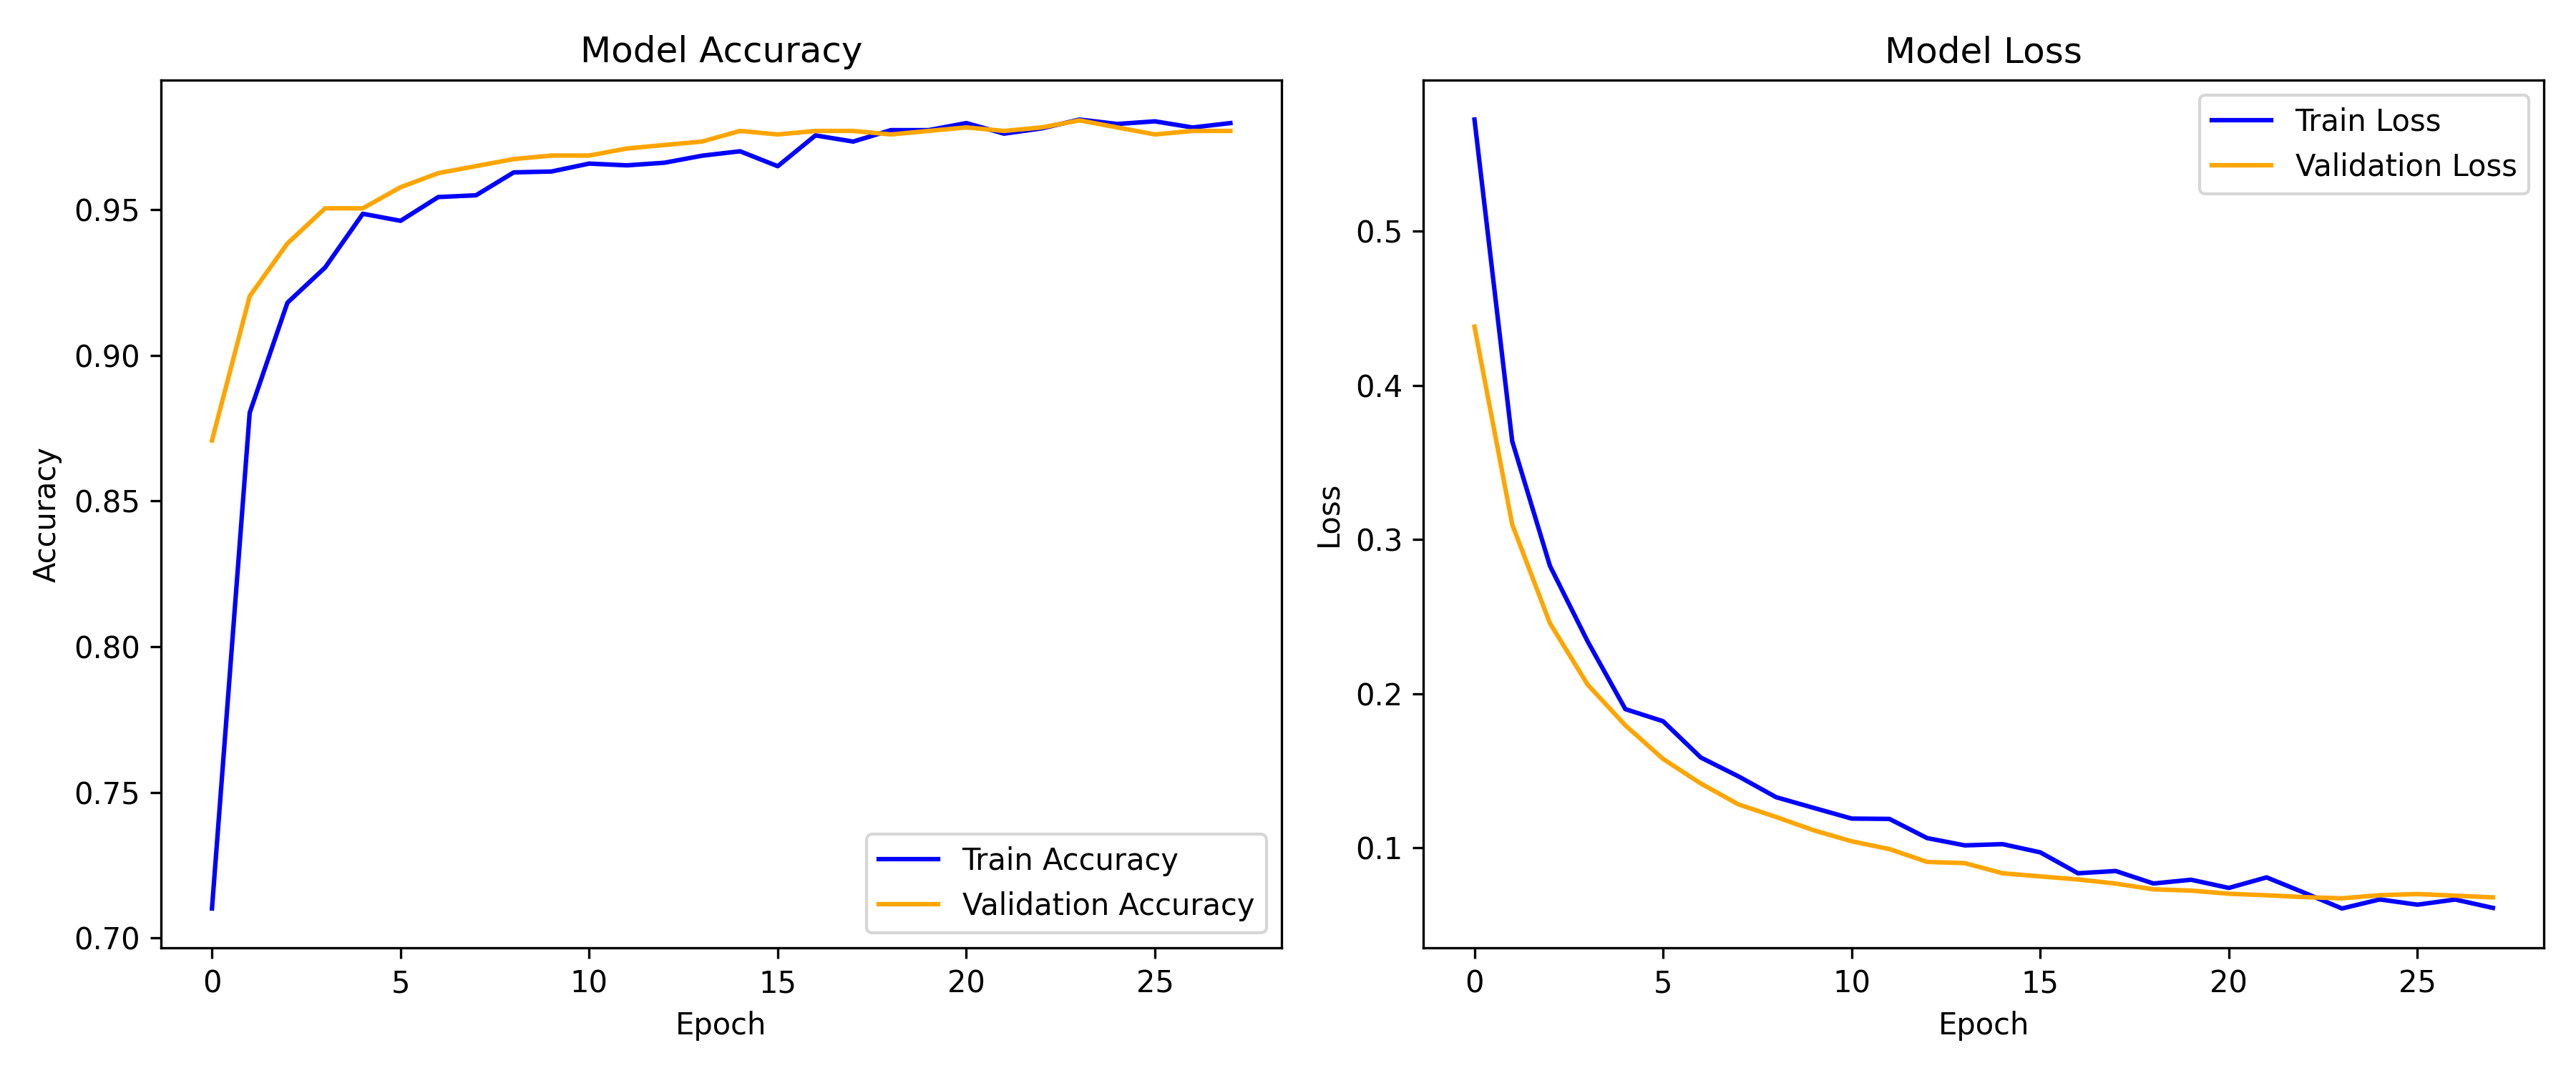 Model Accuracy
Accuracy
0.95
0.90
0.85
0.80
0.75
0.70
0
5
10
15
20
25
Epoch
Train Accuracy
Validation Accuracy
Model Loss
Loss
0.5
0.4
0.3
0.2
0.1
0
5
10
15
20
25
Epoch
Train Loss
Validation Loss